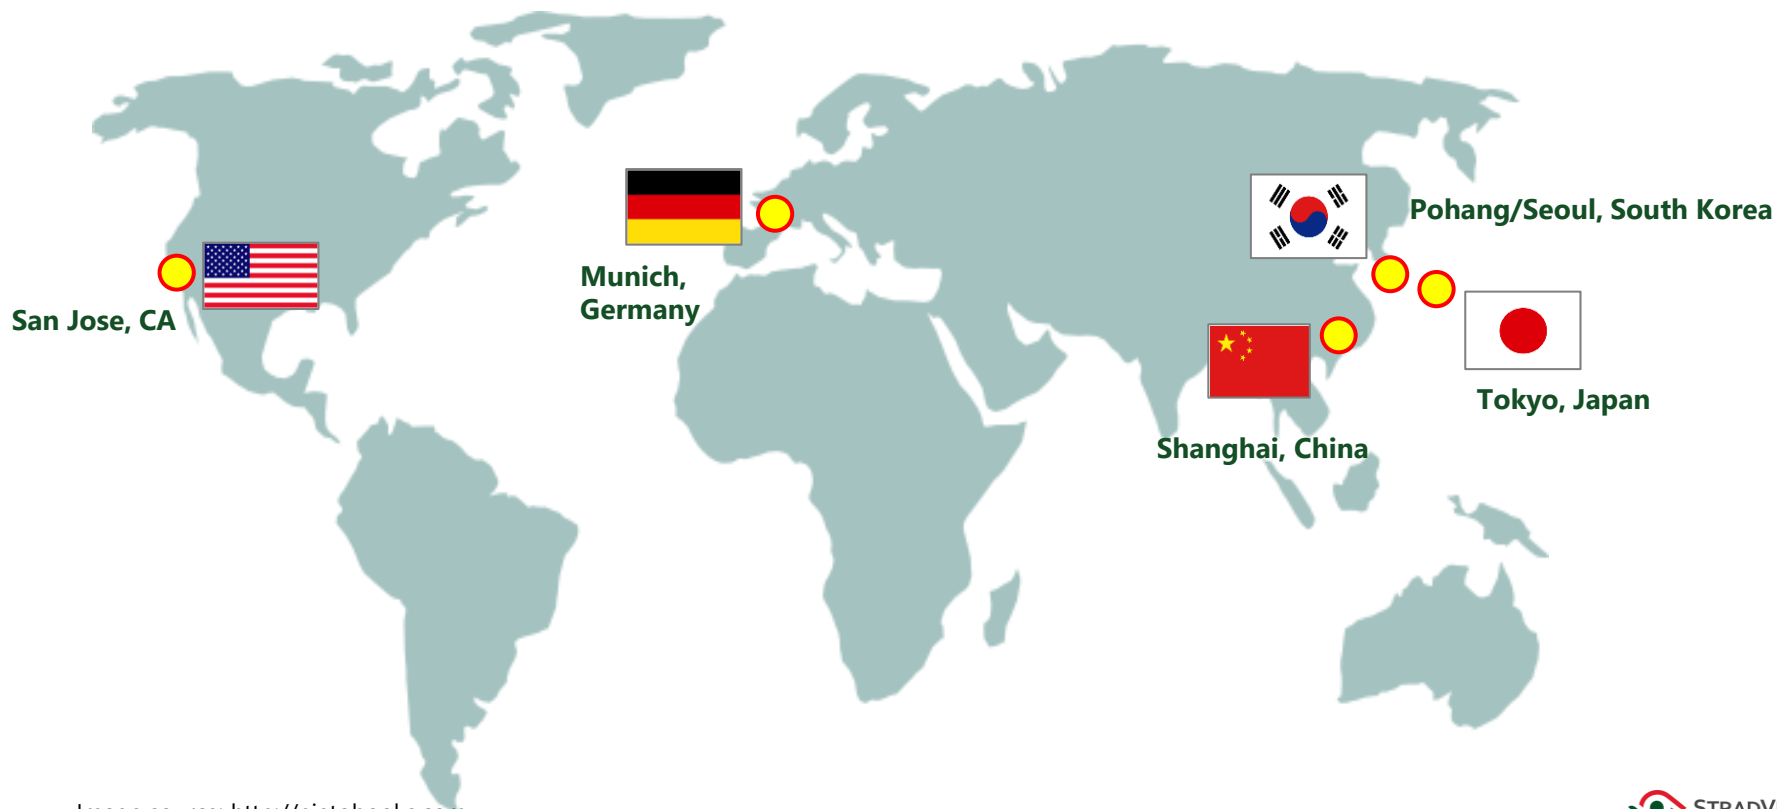 Pohang/Seoul, South Korea
Munich,
Germany
San Jose, CA
Tokyo, Japan
Shanghai, China